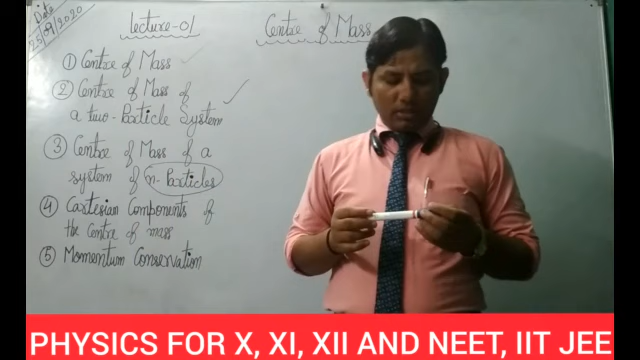 Date
25/09/2020
Lecture-01
Centre of Mass
① Centre of Mass ✓
② Centre of Mass of ✓
a two-Particle System
③ Centre of Mass of a
system of n-Particles
④ Cartesian Components of
the Centre of mass
⑤ Momentum Conservation
PHYSICS FOR X, XI, XII AND NEET, IIT JEE